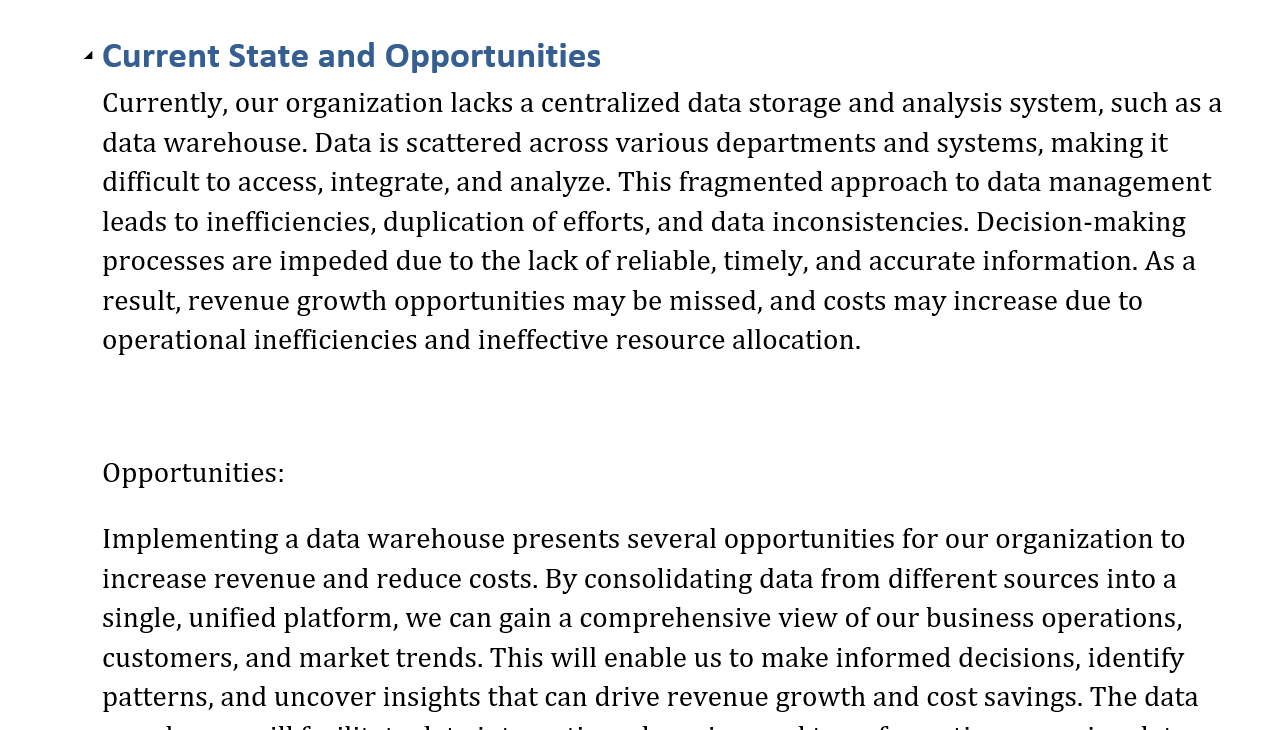 Current State and Opportunities
Currently, our organization lacks a centralized data storage and analysis system, such as a
data warehouse. Data is scattered across various departments and systems, making it
difficult to access, integrate, and analyze. This fragmented approach to data management
leads to inefficiencies, duplication of efforts, and data inconsistencies. Decision-making
processes are impeded due to the lack of reliable, timely, and accurate information. As a
result, revenue growth opportunities may be missed, and costs may increase due to
operational inefficiencies and ineffective resource allocation.
Opportunities:
Implementing a data warehouse presents several opportunities for our organization to
increase revenue and reduce costs. By consolidating data from different sources into a
single, unified platform, we can gain a comprehensive view of our business operations,
customers, and market trends. This will enable us to make informed decisions, identify
patterns, and uncover insights that can drive revenue growth and cost savings. The data